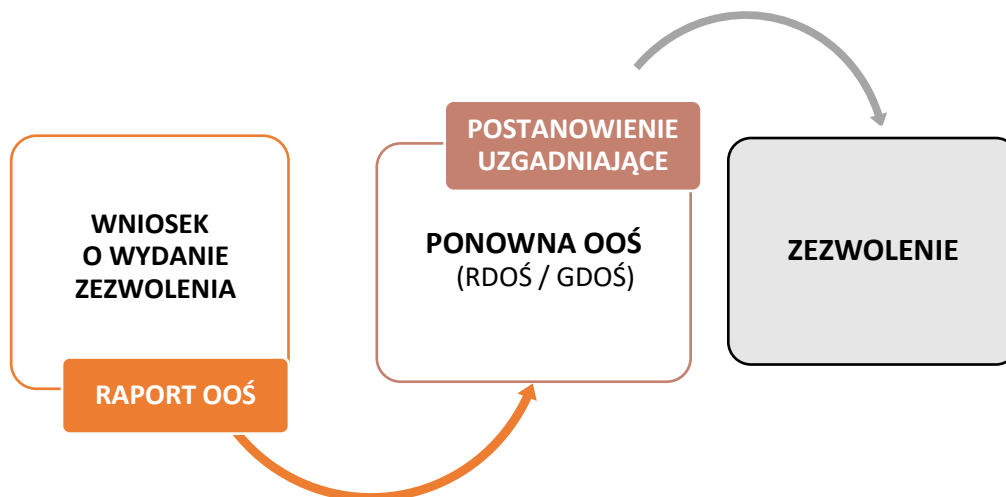 WNIOSEK
O WYDANIE
ZEZWOLENIA
RAPORT OOŚ
POSTANOWIENIE
UZGADNIAJĄCE
PONOWNA OOŚ
(RDOŚ / GDOŚ)
ZEZWOLENIE